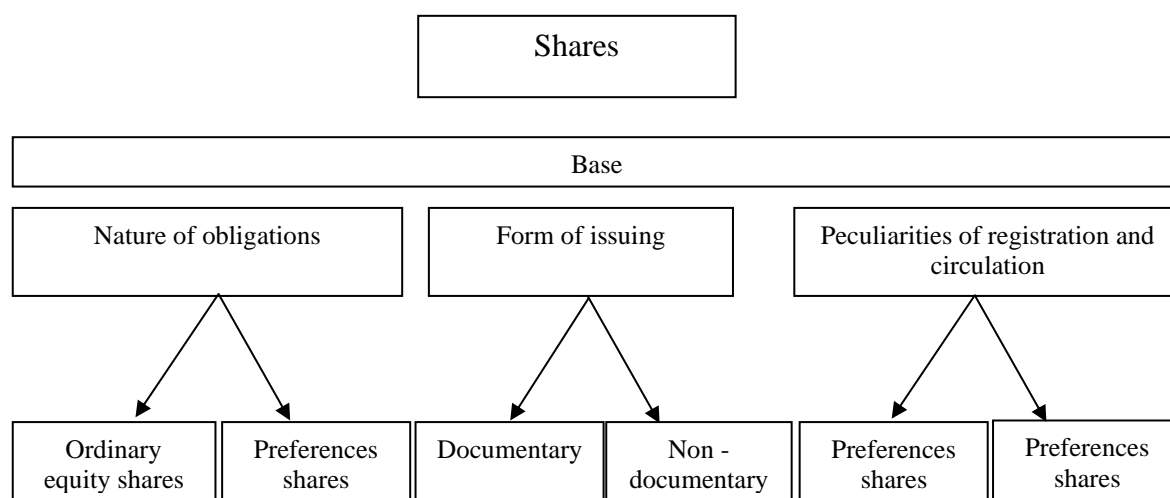 Shares
Base
Nature of obligations
Form of issuing
Peculiarities of registration and
circulation
Ordinary
equity shares
Preferences
shares
Documentary
Non -
documentary
Preferences
shares
Preferences
shares